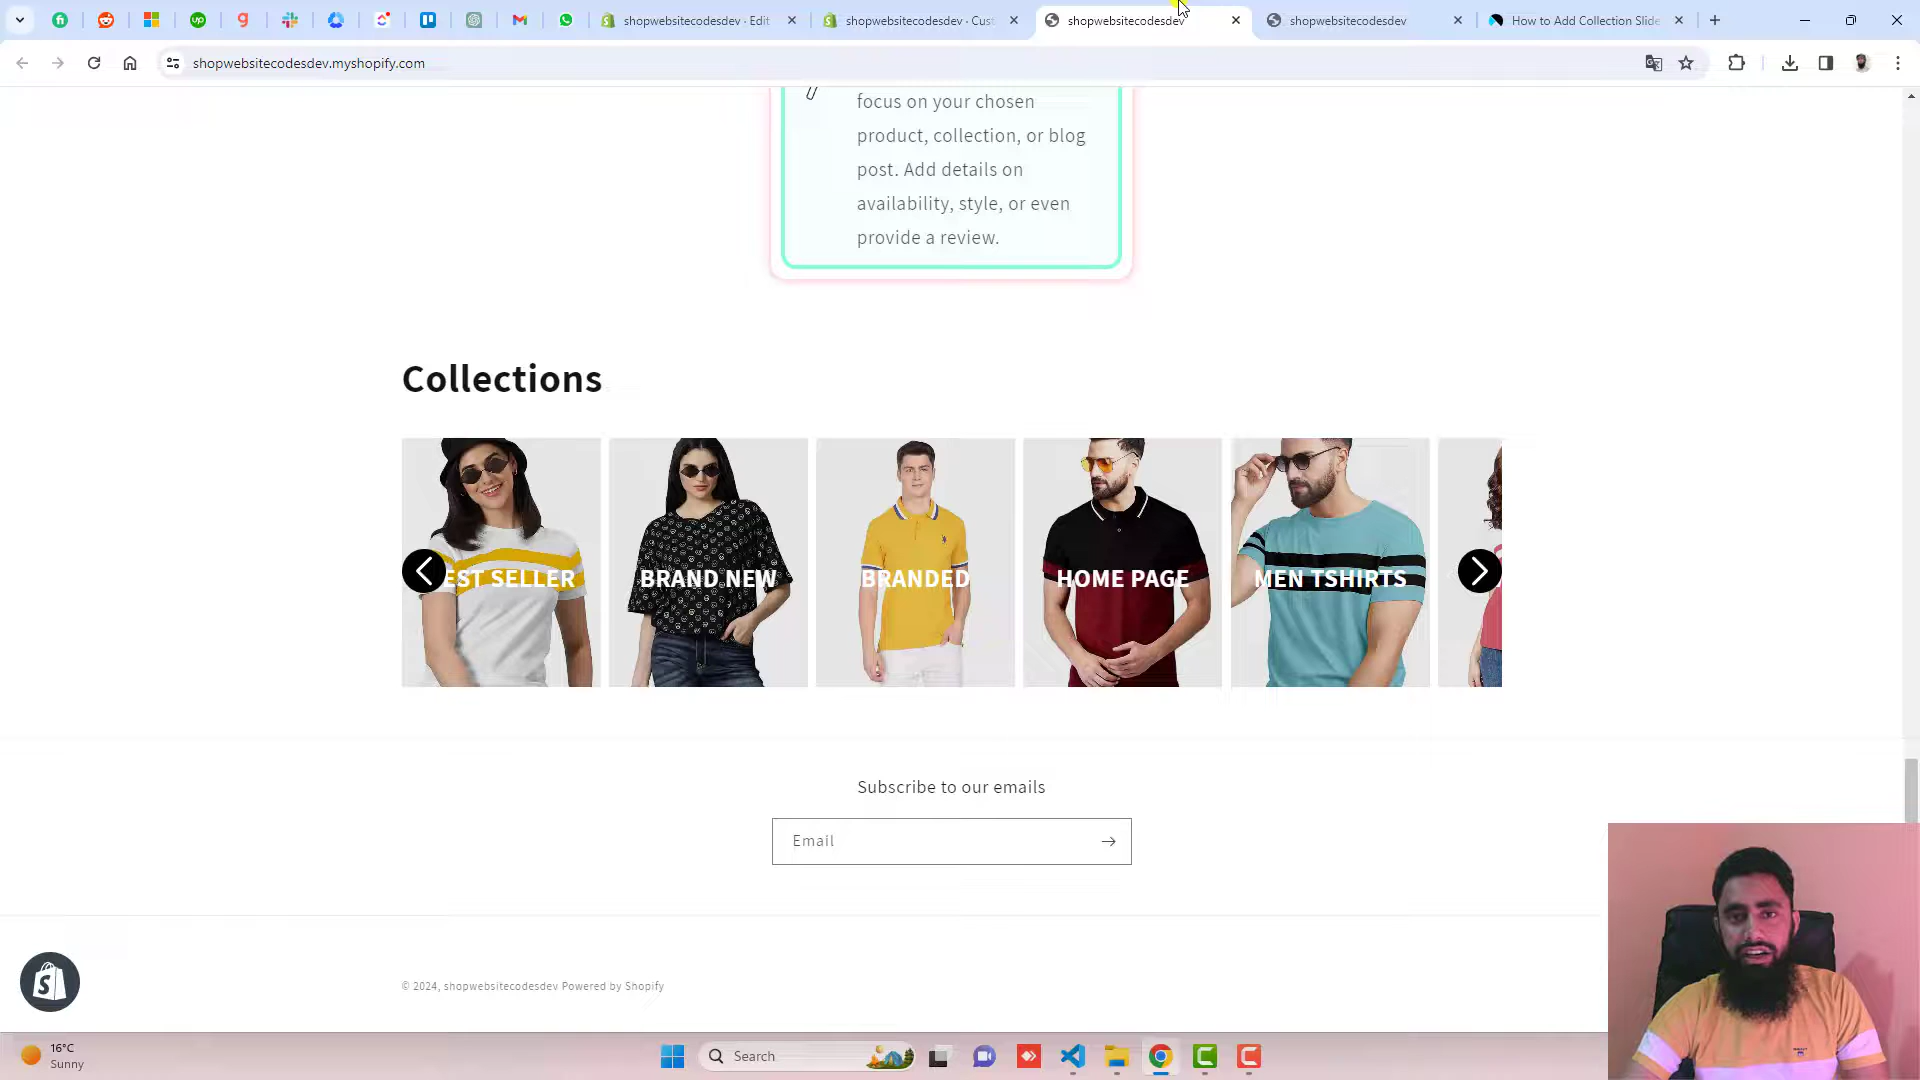 shopwebsitecodesdev · Edit
shopwebsitecodesdev · Cus
shopwebsitecodesdev
shopwebsitecodesdev
How to Add Collection Slide
shopwebsitecodesdev.myshopify.com
focus on your chosen
product, collection, or blog
post. Add details on
availability, style, or even
provide a review.
Collections
EST SELLER
BRAND NEW
BRANDED
HOME PAGE
MEN TSHIRTS
Subscribe to our emails
Email
© 2024, shopwebsitecodesdev Powered by Shopify
16°C
Sunny
Search